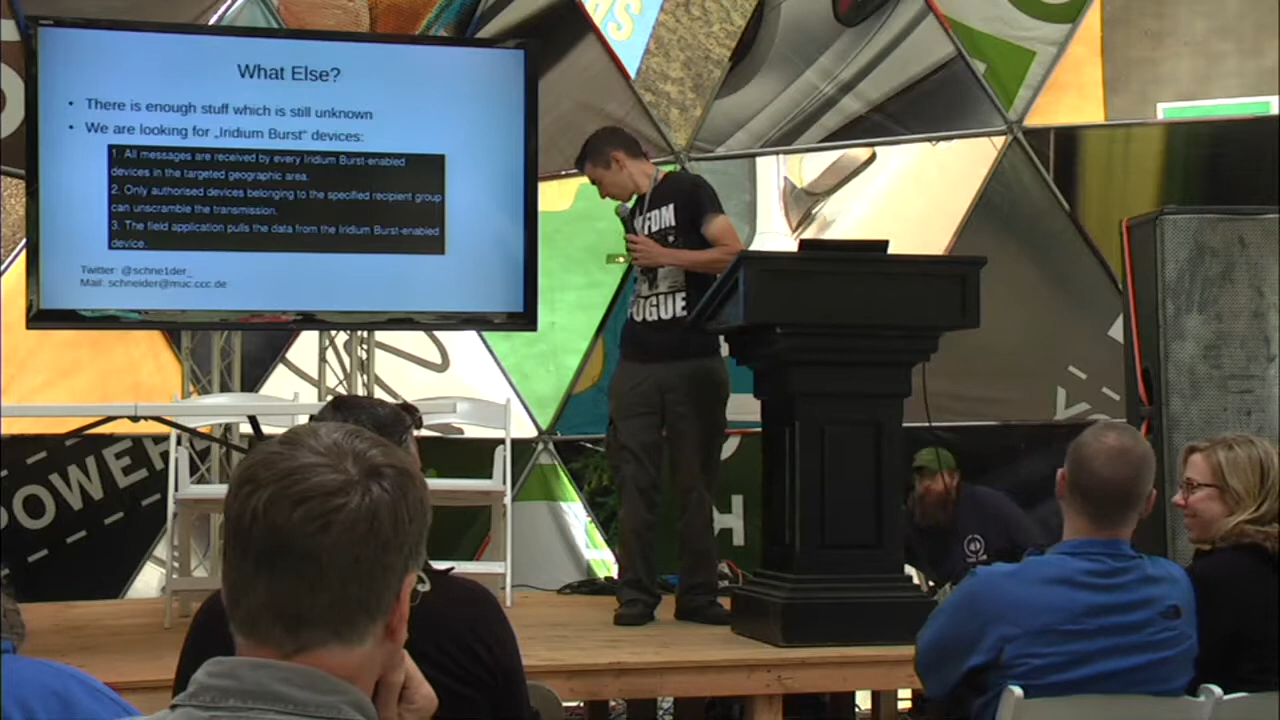 What Else?
• There is enough stuff which is still unknown
• We are looking for „Iridium Burst“ devices:
1. All messages are received by every Iridium Burst-enabled
devices in the targeted geographic area.
2. Only authorised devices belonging to the specified recipient group
can unscramble the transmission.
3. The field application pulls the data from the Iridium Burst-enabled
device.
Twitter: @schne1der_
Mail: schneider@muc.ccc.de
OGUE
POWER